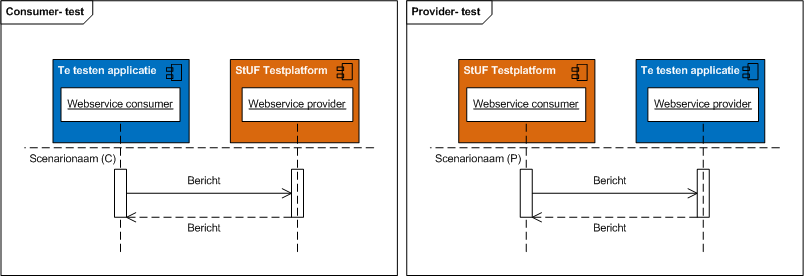 Consumer- test
Te testen applicatie
StUF Testplatform
Webservice consumer
Webservice provider
Scenarionaam (C)
Bericht
Bericht
Provider- test
StUF Testplatform
Te testen applicatie
Webservice consumer
Webservice provider
Scenarionaam (P)
Bericht
Bericht